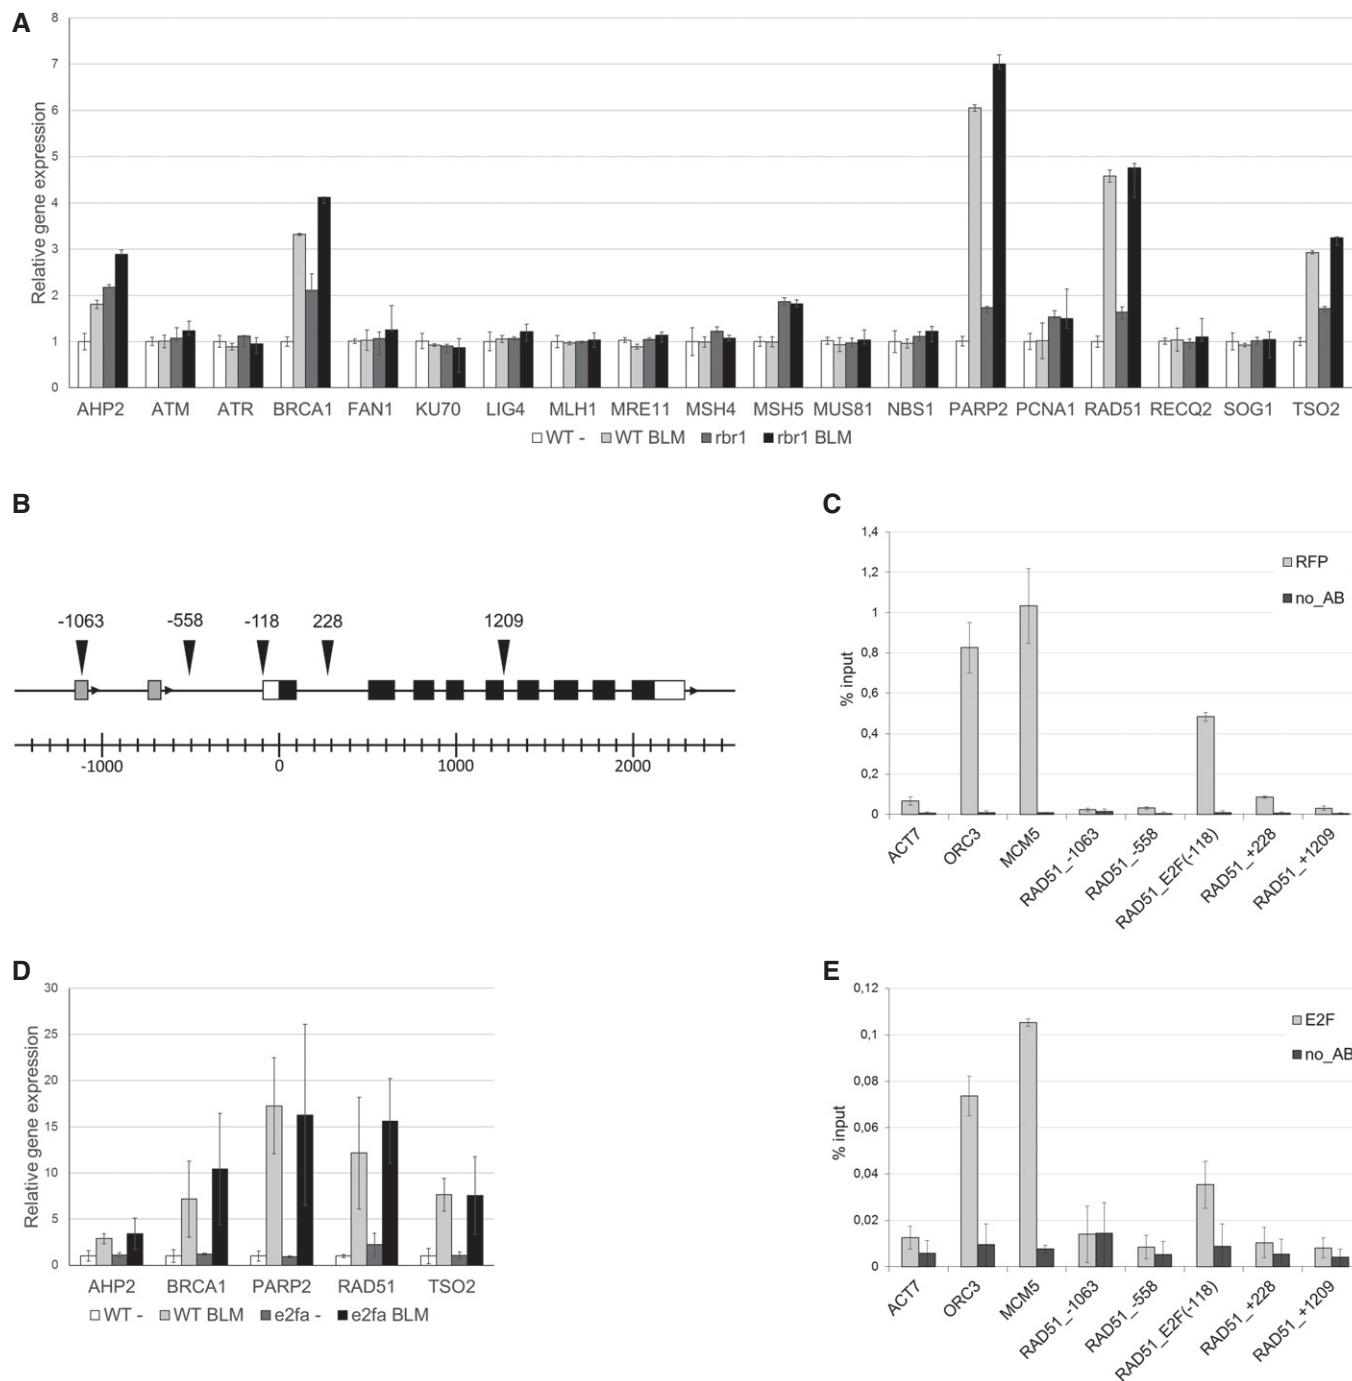 A
8
7
6
5
4
3
2
1
0
Relative gene expression
AHP2 ATM ATR BRCA1 FAN1 KU70 LIG4 MLH1 MRE11 MSH4 MSH5 MUS81 NBS1 PARP2 PCNA1 RAD51 RECQ2 SOG1 TSO2
WT - WT BLM rbr1 rbr1 BLM
B
-1063 -558 -118 228 1209
-1000 0 1000 2000
C
1,4
1,2
1
0,8
0,6
0,4
0,2
0
% input
RFP
no_AB
ACT7 ORC3 MCM5 RAD51_-1063 RAD51_-558 RAD51_E2F(-118) RAD51_+228 RAD51_+1209
D
30
25
20
15
10
5
0
Relative gene expression
AHP2 BRCA1 PARP2 RAD51 TSO2
WT - WT BLM e2fa - e2fa BLM
E
0,12
0,1
0,08
0,06
0,04
0,02
0
% input
E2F
no_AB
ACT7 ORC3 MCM5 RAD51_-1063 RAD51_-558 RAD51_E2F(-118) RAD51_+228 RAD51_+1209